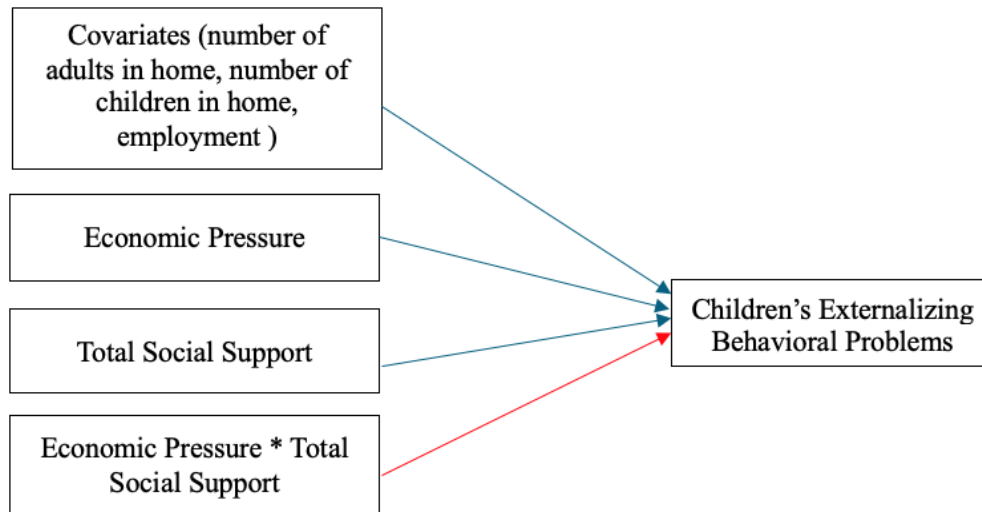 Covariates (number of
adults in home, number of
children in home,
employment )
Economic Pressure
Total Social Support
Economic Pressure * Total
Social Support
Children’s Externalizing
Behavioral Problems